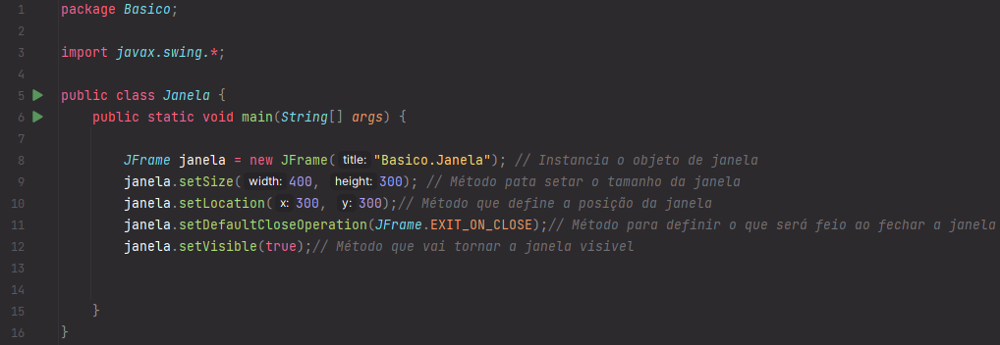 1 package Basico;
2
3 import javax.swing.*;
4
5 public class Janela {
6 public static void main(String[] args) {
7
8 JFrame janela = new JFrame( title: "Basico.Janela"); // Instancia o objeto de janela
9 janela.setSize( width: 400, height: 300); // Método pata setar o tamanho da janela
10 janela.setLocation( x: 300, y: 300);// Método que define a posição da janela
11 janela.setDefaultCloseOperation(JFrame.EXIT_ON_CLOSE);// Método para definir o que será feio ao fechar a janela
12 janela.setVisible(true);// Método que vai tornar a janela visivel
13
14
15 }
16 }